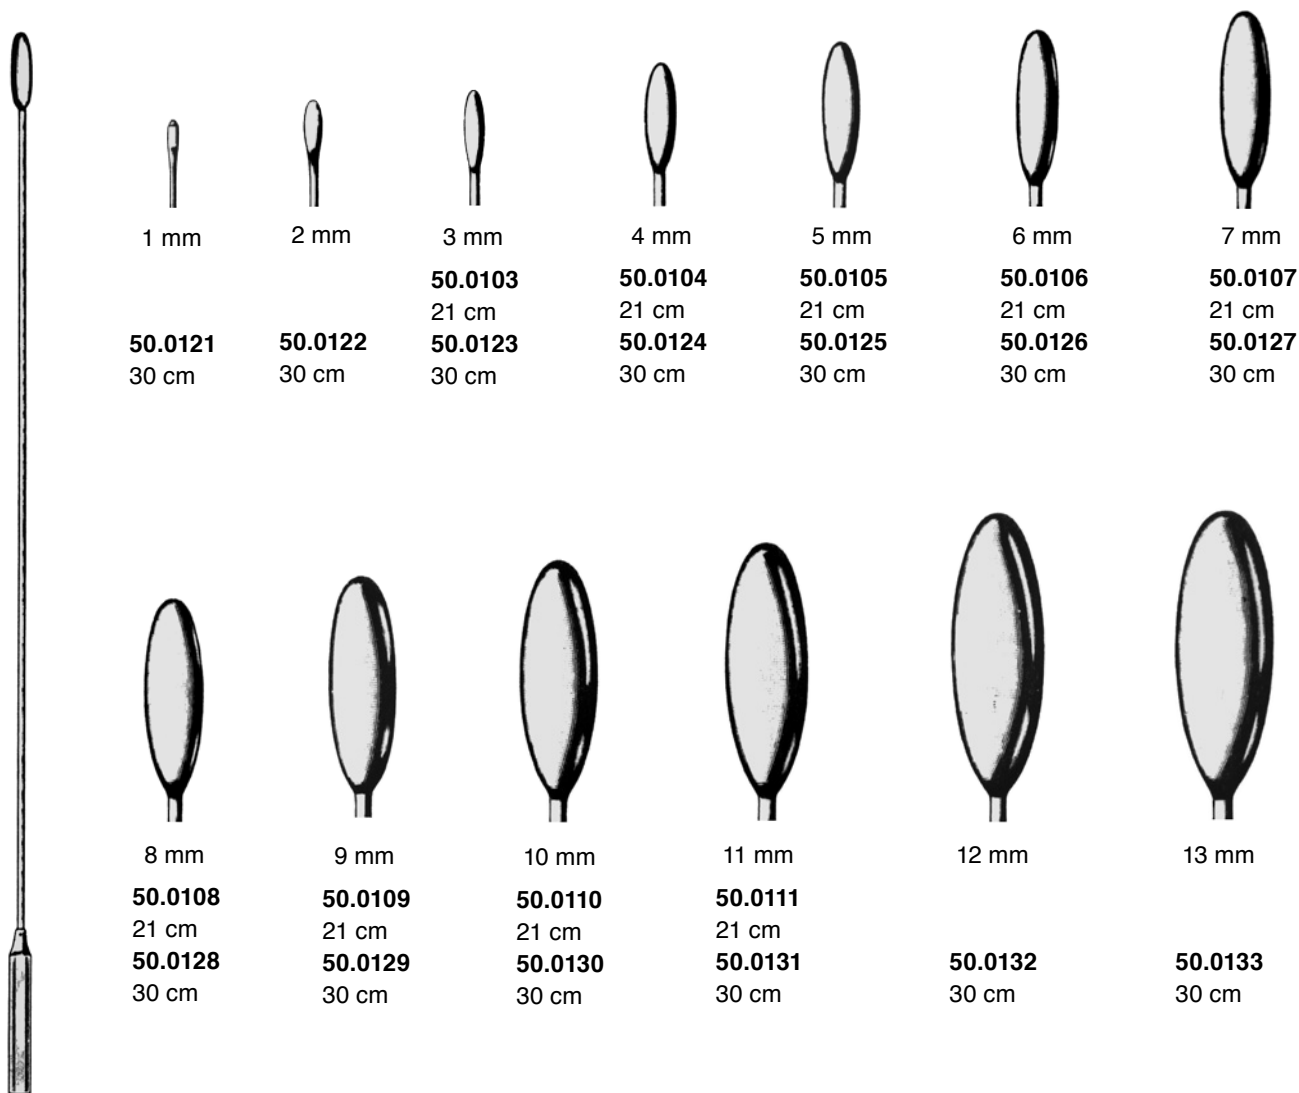 1 mm 2 mm 3 mm 4 mm 5 mm 6 mm 7 mm
50.0103 50.0104 50.0105 50.0106 50.0107
21 cm 21 cm 21 cm 21 cm 21 cm
50.0121 50.0122 50.0123 50.0124 50.0125 50.0126 50.0127
30 cm 30 cm 30 cm 30 cm 30 cm 30 cm 30 cm
8 mm 9 mm 10 mm 11 mm 12 mm 13 mm
50.0108 50.0109 50.0110 50.0111
21 cm 21 cm 21 cm 21 cm
50.0128 50.0129 50.0130 50.0131 50.0132 50.0133
30 cm 30 cm 30 cm 30 cm 30 cm 30 cm